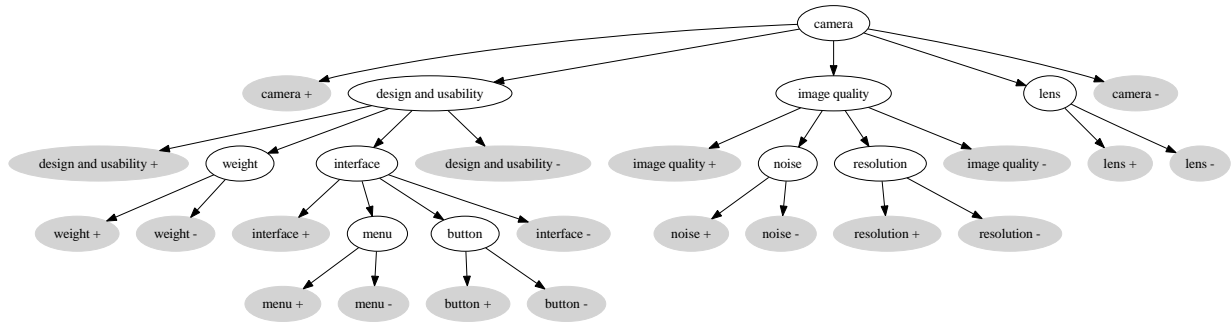 camera
camera +
design and usability
image quality
lens
camera -
design and usability +
weight
interface
design and usability -
image quality +
noise
resolution
image quality -
lens +
lens -
weight +
weight -
interface +
menu
button
interface -
noise +
noise -
resolution +
resolution -
menu +
menu -
button +
button -